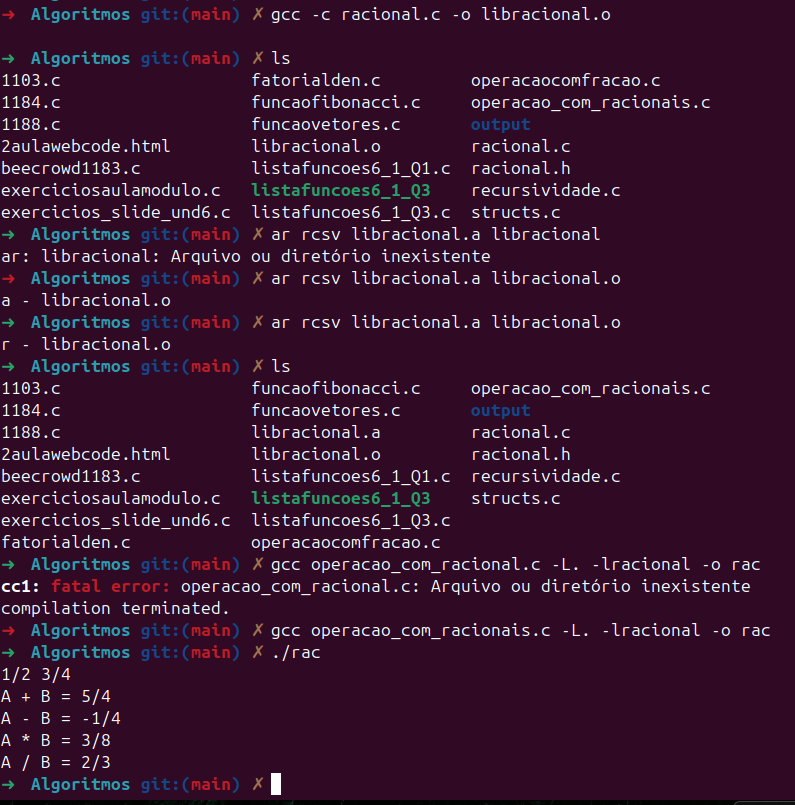 → Algoritmos git:(main) ✗ gcc -c racional.c -o libracional.o
→ Algoritmos git:(main) ✗ ls
1103.c fatorialden.c operacaocomfracao.c
1184.c funcaofibonacci.c operacao_com_racionais.c
1188.c funcaovetores.c output
2aulawebcode.html libracional.o racional.c
beecrowd1183.c listafuncoes6_1_Q1.c racional.h
exerciciosaulamodulo.c listafuncoes6_1_Q3 recursividade.c
exercicios_slide_und6.c listafuncoes6_1_Q3.c structs.c
→ Algoritmos git:(main) ✗ ar rcsv libracional.a libracional
ar: libracional: Arquivo ou diretório inexistente
→ Algoritmos git:(main) ✗ ar rcsv libracional.a libracional.o
a - libracional.o
→ Algoritmos git:(main) ✗ ar rcsv libracional.a libracional.o
r - libracional.o
→ Algoritmos git:(main) ✗ ls
1103.c funcaofibonacci.c operacao_com_racionais.c
1184.c funcaovetores.c output
1188.c libracional.a racional.c
2aulawebcode.html libracional.o racional.h
beecrowd1183.c listafuncoes6_1_Q1.c recursividade.c
exerciciosaulamodulo.c listafuncoes6_1_Q3 structs.c
exercicios_slide_und6.c listafuncoes6_1_Q3.c
fatorialden.c operacaocomfracao.c
→ Algoritmos git:(main) ✗ gcc operacao_com_racional.c -L. -lracional -o rac
cc1: fatal error: operacao_com_racional.c: Arquivo ou diretório inexistente
compilation terminated.
→ Algoritmos git:(main) ✗ gcc operacao_com_racionais.c -L. -lracional -o rac
→ Algoritmos git:(main) ✗ ./rac
1/2 3/4
A + B = 5/4
A - B = -1/4
A * B = 3/8
A / B = 2/3
→ Algoritmos git:(main) ✗